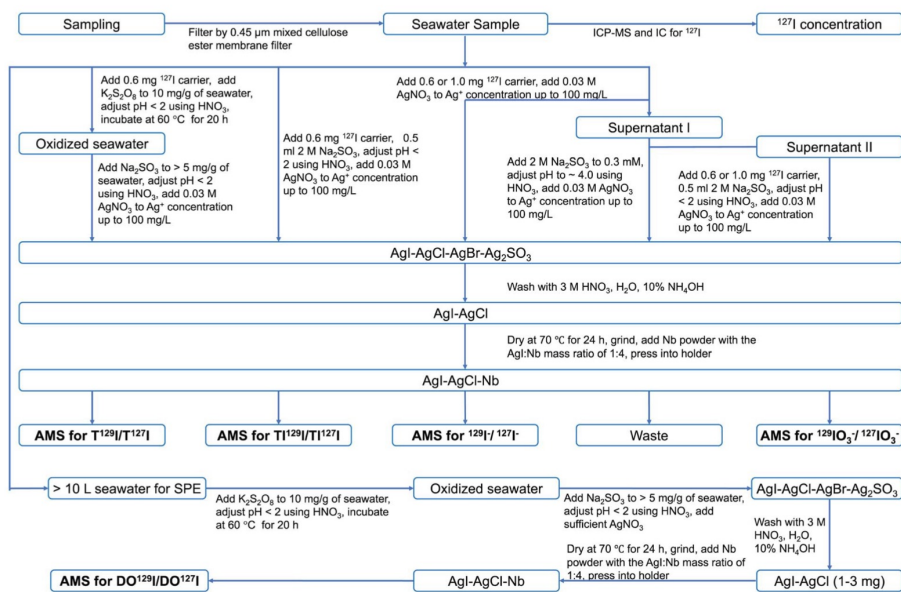 Sampling
Filter by 0.45 µm mixed cellulose
ester membrane filter
Seawater Sample
ICP-MS and IC for ¹²⁷I
¹²⁷I concentration
Add 0.6 mg ¹²⁷I carrier, add
K₂S₂O₈ to 10 mg/g of seawater,
adjust pH < 2 using HNO₃,
incubate at 60 °C for 20 h
Oxidized seawater
Add Na₂SO₃ to > 5 mg/g of
seawater, adjust pH < 2
using HNO₃, add 0.03 M
AgNO₃ to Ag⁺ concentration
up to 100 mg/L
Add 0.6 mg ¹²⁷I carrier, 0.5
ml 2 M Na₂SO₃, adjust pH <
2 using HNO₃, add 0.03 M
AgNO₃ to Ag⁺ concentration
up to 100 mg/L
Add 0.6 or 1.0 mg ¹²⁷I carrier, add 0.03 M
AgNO₃ to Ag⁺ concentration up to 100 mg/L
Supernatant I
Add 2 M Na₂SO₃ to 0.3 mM,
adjust pH to ~ 4.0 using
HNO₃, add 0.03 M AgNO₃
to Ag⁺ concentration up to
100 mg/L
Supernatant II
Add 0.6 or 1.0 mg ¹²⁷I carrier,
0.5 ml 2 M Na₂SO₃, adjust pH
< 2 using HNO₃, add 0.03 M
AgNO₃ to Ag⁺ concentration
up to 100 mg/L
AgI-AgCl-AgBr-Ag₂SO₃
Wash with 3 M HNO₃, H₂O, 10% NH₄OH
AgI-AgCl
Dry at 70 ℃ for 24 h, grind, add Nb powder with the
AgI:Nb mass ratio of 1:4, press into holder
AgI-AgCl-Nb
AMS for T¹²⁹I/T¹²⁷I
AMS for TI¹²⁹I/TI¹²⁷I
AMS for ¹²⁹I⁻/ ¹²⁷I⁻
Waste
AMS for ¹²⁹IO₃⁻/ ¹²⁷IO₃⁻
> 10 L seawater for SPE
Add K₂S₂O₈ to 10 mg/g of seawater,
adjust pH < 2 using HNO₃, incubate
at 60 °C for 20 h
Oxidized seawater
Add Na₂SO₃ to > 5 mg/g of seawater,
adjust pH < 2 using HNO₃, add
sufficient AgNO₃
AgI-AgCl-AgBr-Ag₂SO₃
Wash with 3 M
HNO₃, H₂O,
10% NH₄OH
AgI-AgCl (1-3 mg)
Dry at 70 ℃ for 24 h, grind, add Nb
powder with the AgI:Nb mass ratio of
1:4, press into holder
AgI-AgCl-Nb
AMS for DO¹²⁹I/DO¹²⁷I